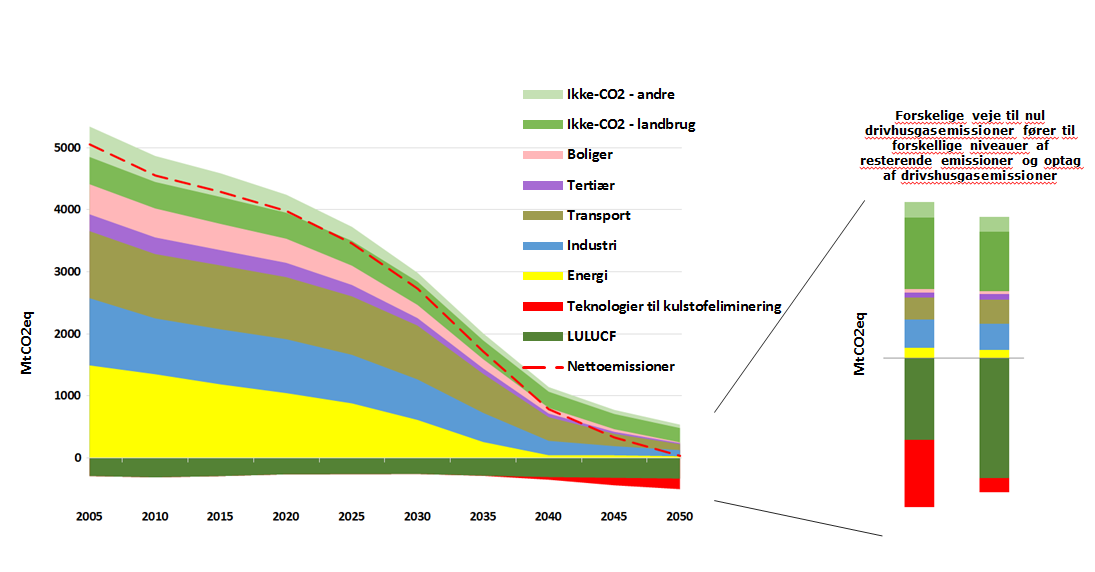 Ikke-CO2 - andre
Ikke-CO2 - landbrug
Boliger
Tertiær
Transport
Industri
Energi
Teknologier til kulstofeliminering
LULUCF
Nettoemissioner
5000
4000
3000
2000
1000
0
MtCO2eq
2005 2010 2015 2020 2025 2030 2035 2040 2045 2050
Forskelige veje til nul
drivhusgasemissioner fører til
forskellige niveauer af
resterende emissioner og optag
af drivshusgasemissioner
MtCO2eq